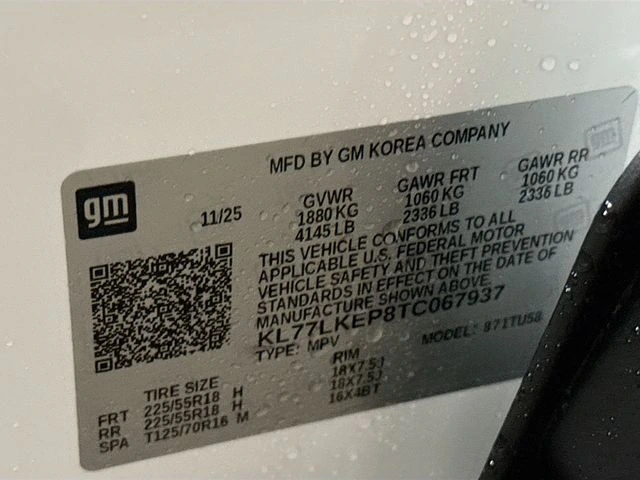 MFD BY GM KOREA COMPANY
gm
11/25
GVWR GAWR FRT GAWR RR
1880 KG 1060 KG 1060 KG
4145 LB 2336 LB 2336 LB
THIS VEHICLE CONFORMS TO ALL
APPLICABLE U.S. FEDERAL MOTOR
VEHICLE SAFETY AND THEFT PREVENTION
STANDARDS IN EFFECT ON THE DATE OF
MANUFACTURE SHOWN ABOVE.
KL77LKEP8TC067937
TYPE: MPV MODEL: 871TU58
TIRE SIZE RIM
FRT 225/55R18 H 18X7.5J
RR 225/55R18 H 18X7.5J
SPA T125/70R16 M 16X4BT